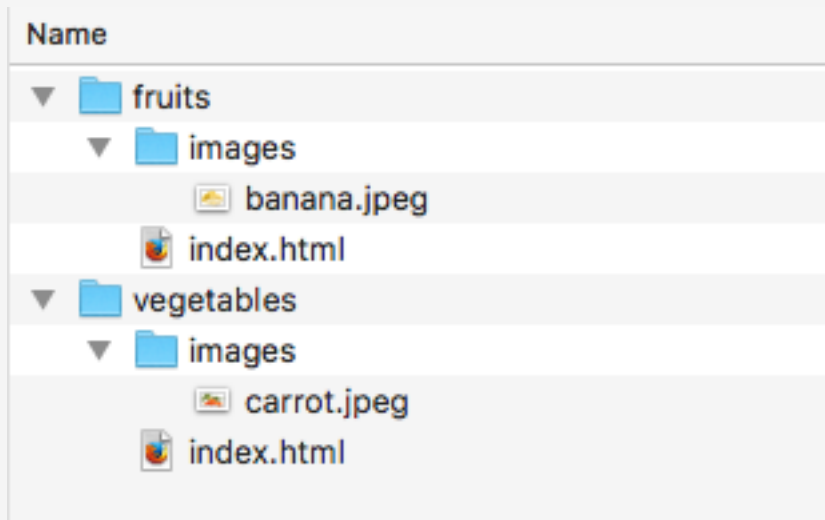 Name
fruits
images
banana.jpeg
index.html
vegetables
images
carrot.jpeg
index.html